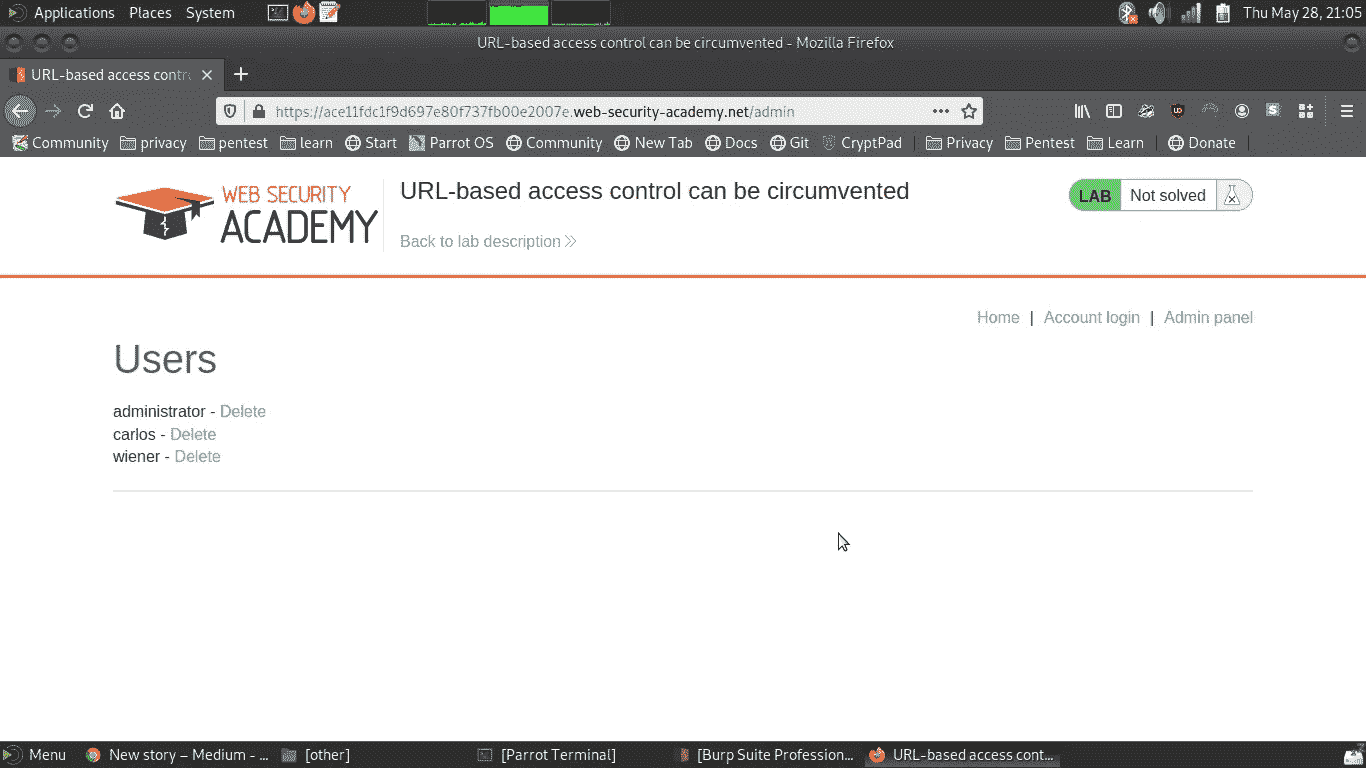 Applications Places System Thu May 28, 21:05
URL-based access control can be circumvented - Mozilla Firefox
URL-based access contro
https://ace11fdc1f9d697e80f737fb00e2007e.web-security-academy.net/admin
Community privacy pentest learn Start Parrot OS Community New Tab Docs Git CryptPad Privacy Pentest Learn Donate
WEB SECURITY
ACADEMY
URL-based access control can be circumvented
LAB Not solved
Back to lab description
Home | Account login | Admin panel
Users
administrator - Delete
carlos - Delete
wiener - Delete
Menu New story – Medium - ... [other] [Parrot Terminal] [Burp Suite Profession... URL-based access cont...